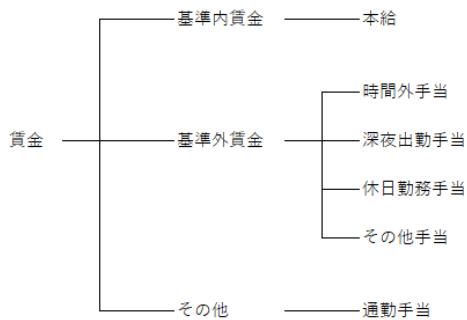 基準内賃金 本給
時間外手当
賃金 基準外賃金 深夜出勤手当
休日勤務手当
その他手当
その他 通勤手当